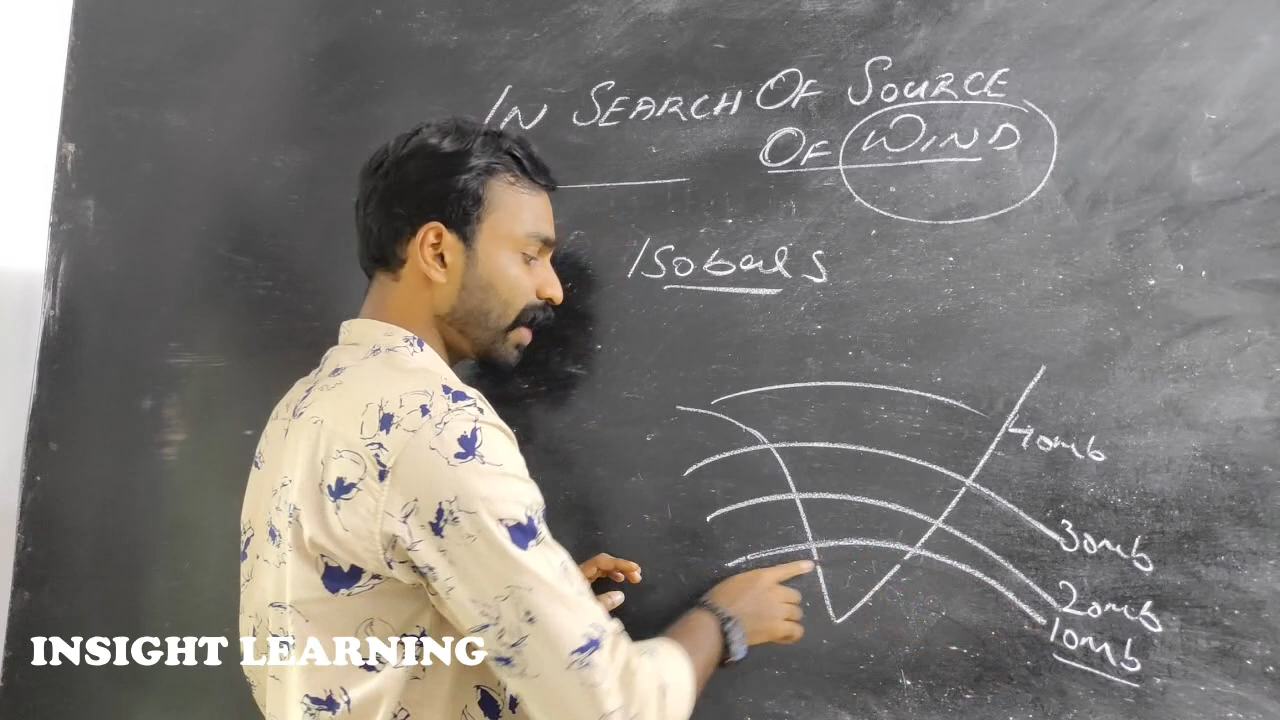 IN SEARCH OF SOURCE
OF WIND
Isobars
40mb
30mb
20mb
10mb
INSIGHT LEARNING